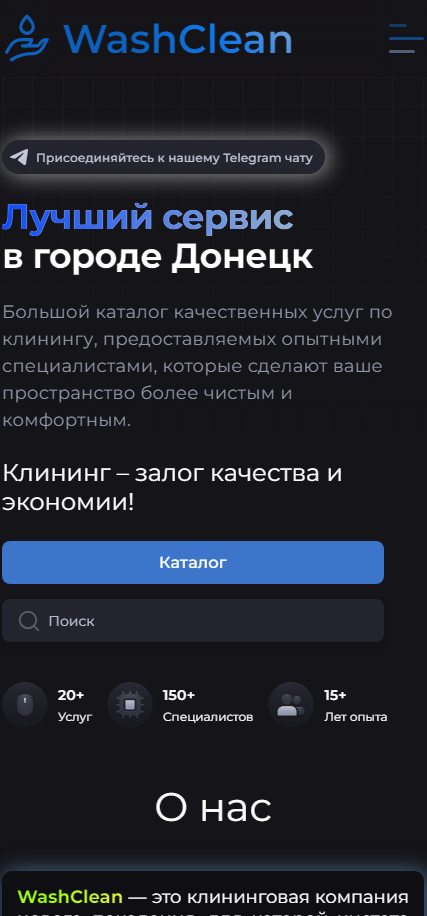 WashClean
Присоединяйтесь к нашему Telegram чату
Лучший сервис
в городе Донецк
Большой каталог качественных услуг по
клинингу, предоставляемых опытными
специалистами, которые сделают ваше
пространство более чистым и
комфортным.
Клининг – залог качества и
экономии!
Каталог
Поиск
20+
Услуг
150+
Специалистов
15+
Лет опыта
О нас
WashClean — это клининговая компания